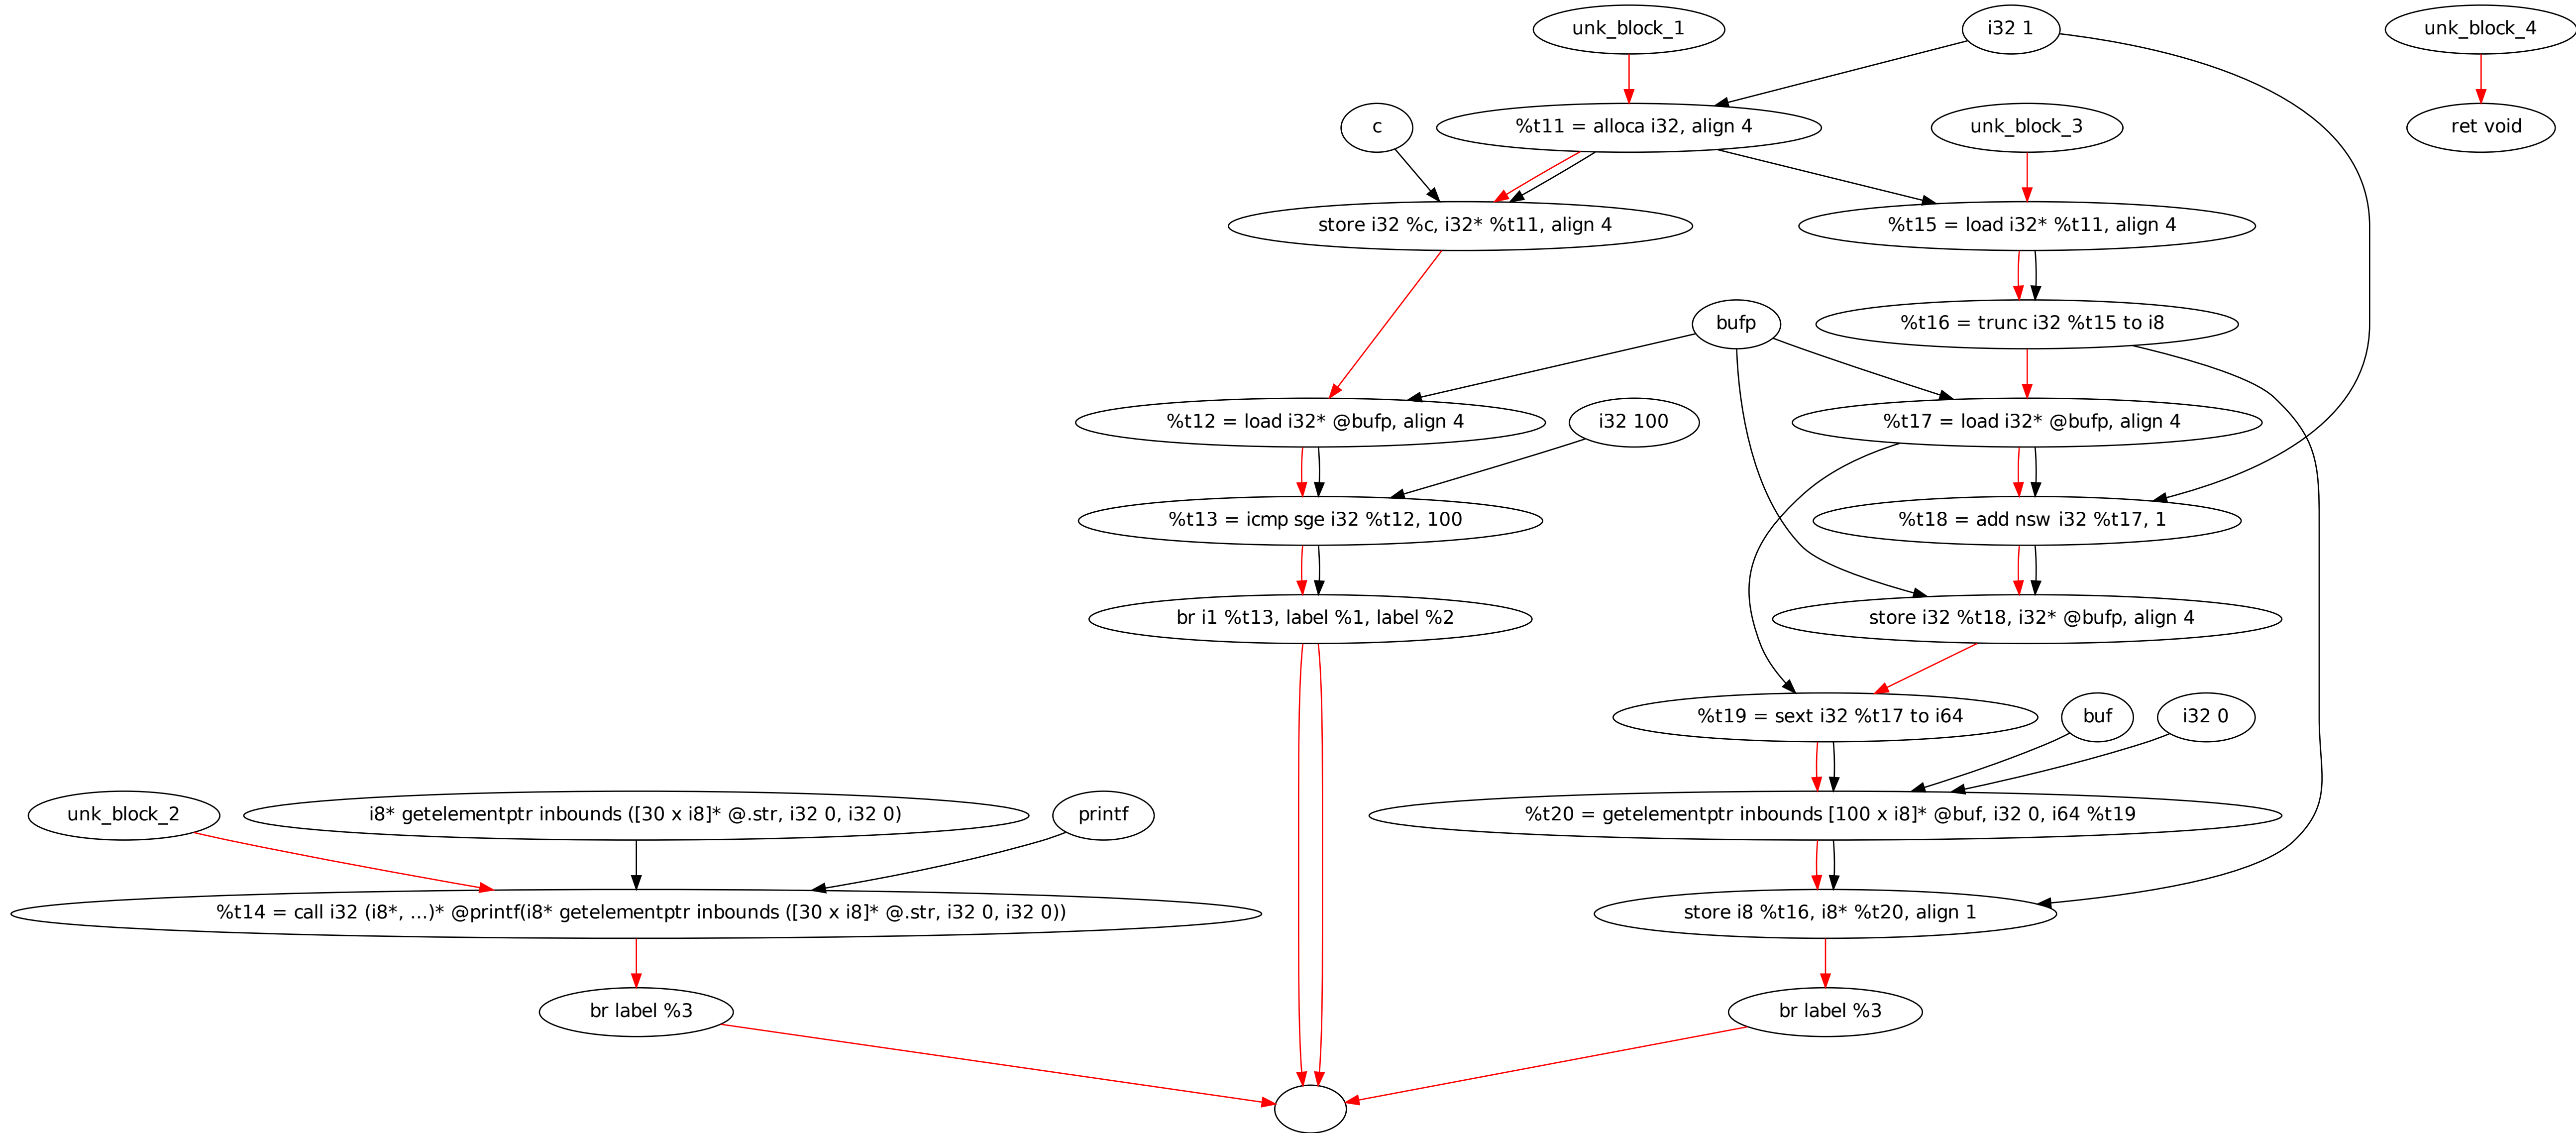 unk_block_1
i32 1
unk_block_4
c
%t11 = alloca i32, align 4
unk_block_3
ret void
store i32 %c, i32* %t11, align 4
%t15 = load i32* %t11, align 4
bufp
%t16 = trunc i32 %t15 to i8
%t12 = load i32* @bufp, align 4
i32 100
%t17 = load i32* @bufp, align 4
%t13 = icmp sge i32 %t12, 100
%t18 = add nsw i32 %t17, 1
br i1 %t13, label %1, label %2
store i32 %t18, i32* @bufp, align 4
%t19 = sext i32 %t17 to i64
buf
i32 0
unk_block_2
i8* getelementptr inbounds ([30 x i8]* @.str, i32 0, i32 0)
printf
%t20 = getelementptr inbounds [100 x i8]* @buf, i32 0, i64 %t19
%t14 = call i32 (i8*, ...)* @printf(i8* getelementptr inbounds ([30 x i8]* @.str, i32 0, i32 0))
store i8 %t16, i8* %t20, align 1
br label %3
br label %3